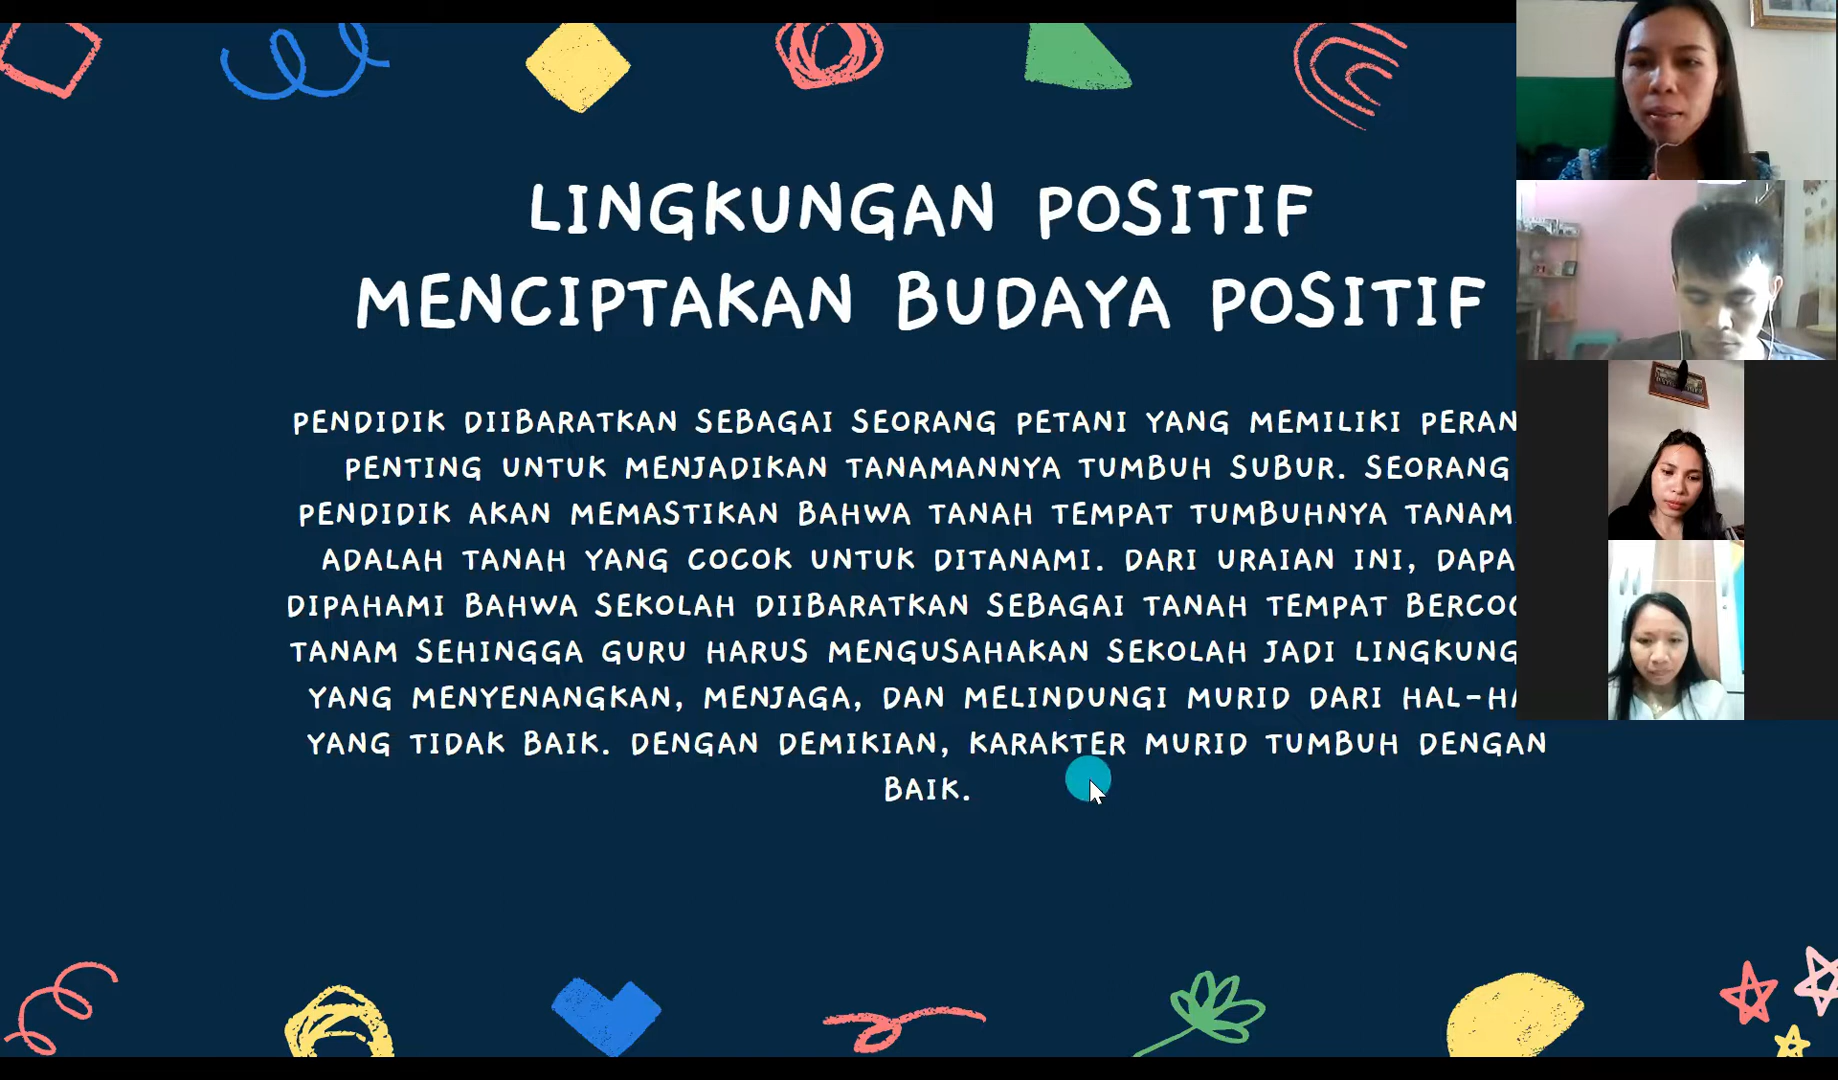 LINGKUNGAN POSITIF
MENCIPTAKAN BUDAYA POSITIF
PENDIDIK DIIBARATKAN SEBAGAI SEORANG PETANI YANG MEMILIKI PERAN
PENTING UNTUK MENJADIKAN TANAMANNYA TUMBUH SUBUR. SEORANG
PENDIDIK AKAN MEMASTIKAN BAHWA TANAH TEMPAT TUMBUHNYA
ADALAH TANAH YANG COCOK UNTUK DITANAMI. DARI URAIAN INI,
DIPAHAMI BAHWA SEKOLAH DIIBARATKAN SEBAGAI TANAH TEMPAT
TANAM SEHINGGA GURU HARUS MENGUSAHAKAN SEKOLAH JADI
YANG MENYENANGKAN, MENJAGA, DAN MELINDUNGI MURID DARI
YANG TIDAK BAIK. DENGAN DEMIKIAN, KARAKTER MURID TUMBUH DENGAN
BAIK.